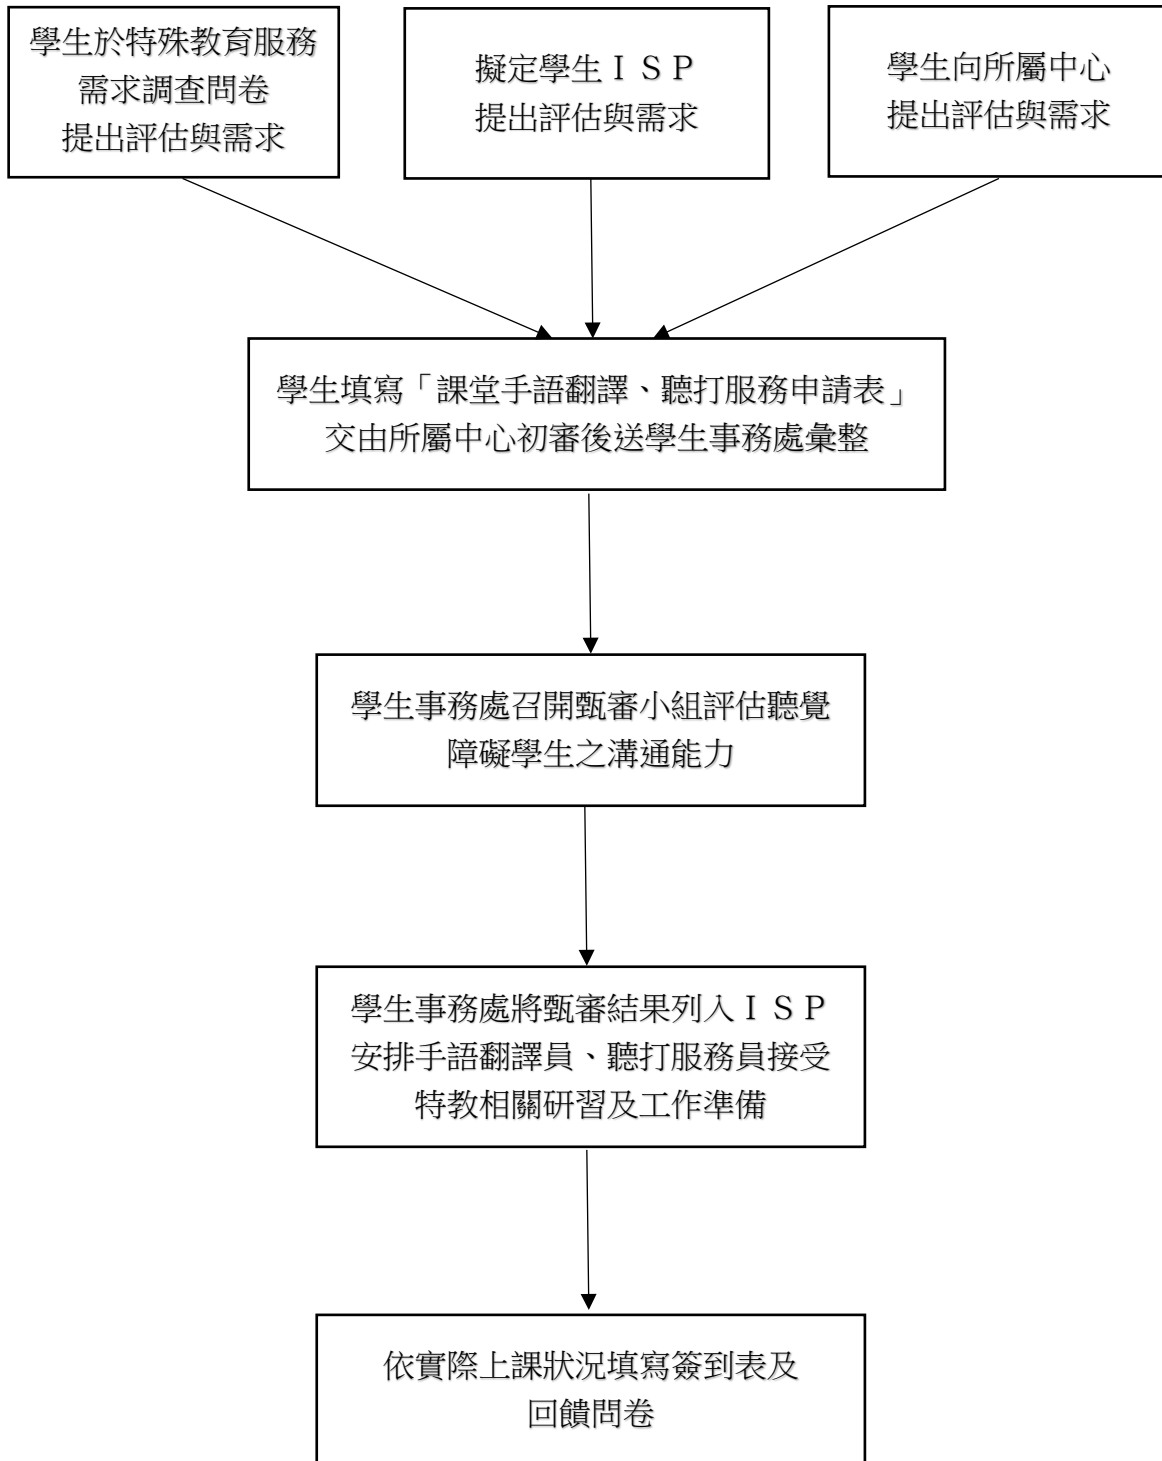 學生於特殊教育服務
需求調查問卷
提出評估與需求
擬定學生ＩＳＰ
提出評估與需求
學生向所屬中心
提出評估與需求
學生填寫「課堂手語翻譯、聽打服務申請表」
交由所屬中心初審後送學生事務處彙整
學生事務處召開甄審小組評估聽覺
障礙學生之溝通能力
學生事務處將甄審結果列入ＩＳＰ
安排手語翻譯員、聽打服務員接受
特教相關研習及工作準備
依實際上課狀況填寫簽到表及
回饋問卷